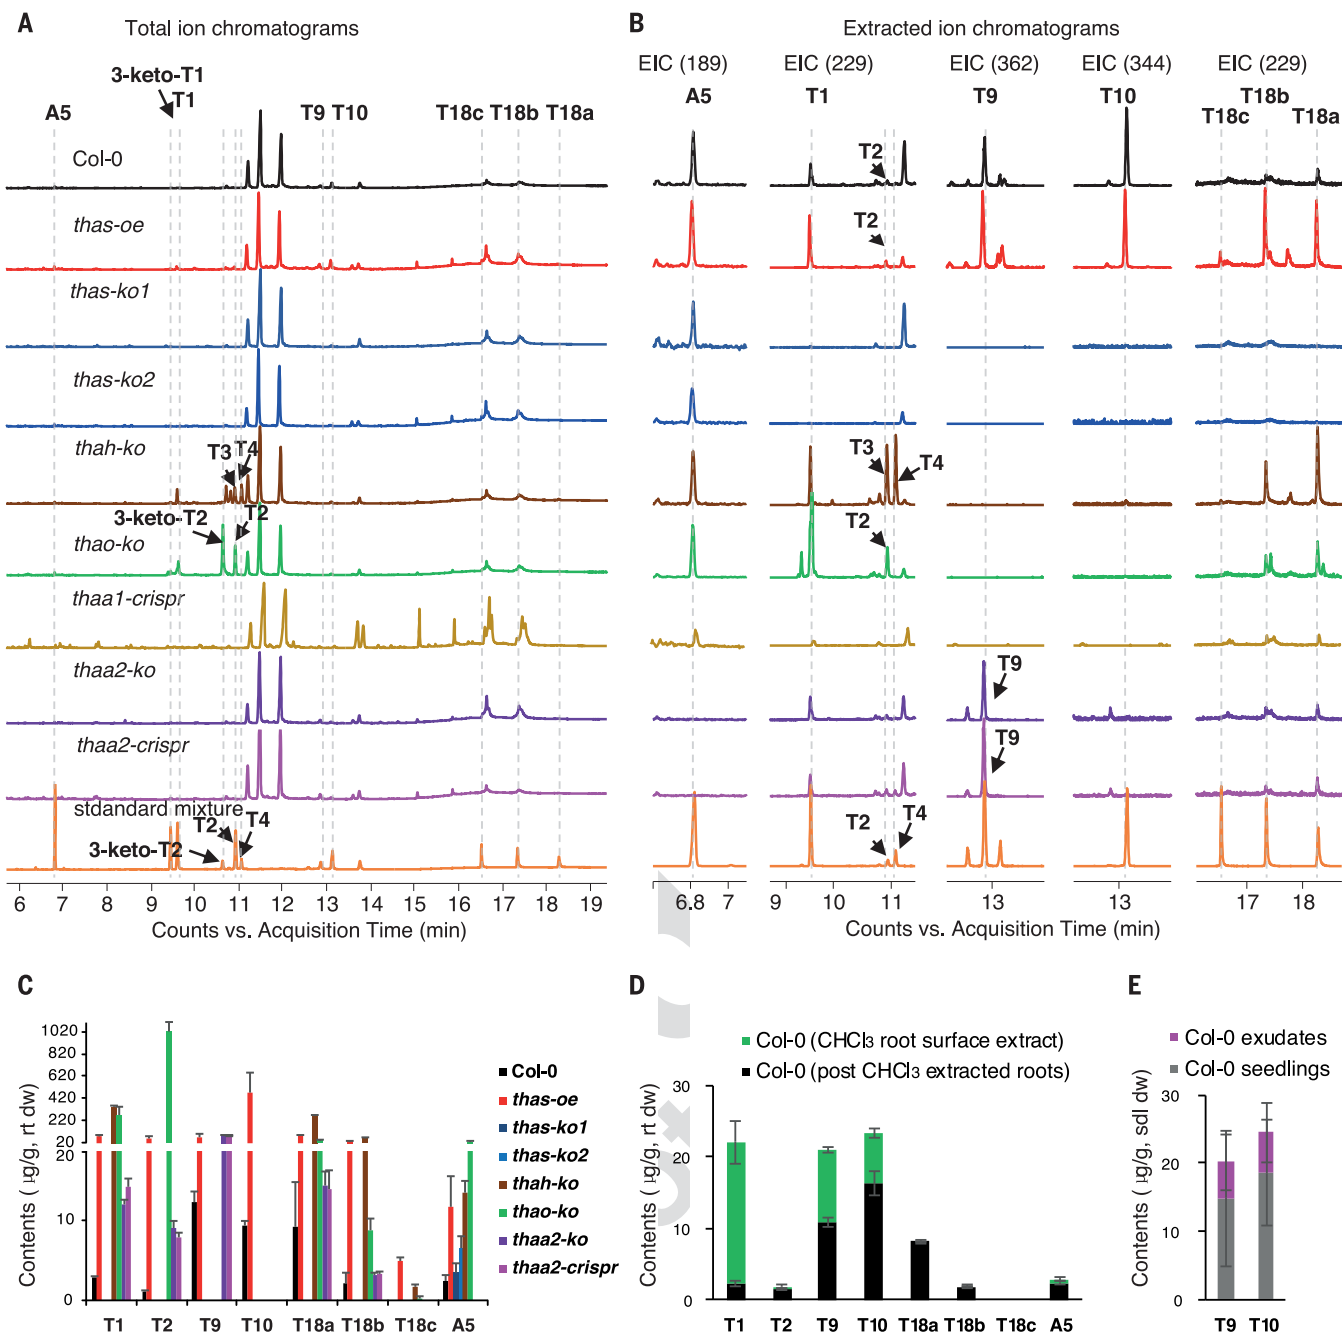 A
Total ion chromatograms
3-keto-T1
T1
A5
T9 T10
T18c T18b T18a
Col-0
thas-oe
thas-ko1
thas-ko2
thah-ko
T3 T4
3-keto-T2
T2
thao-ko
thaa1-crispr
thaa2-ko
thaa2-crispr
stdandard mixture
T2
T4
3-keto-T2
6 7 8 9 10 11 12 13 14 15 16 17 18 19
Counts vs. Acquisition Time (min)
B
Extracted ion chromatograms
EIC (189) EIC (229) EIC (362) EIC (344) EIC (229)
A5 T1 T9 T10 T18b
T18c T18a
T2
T2
T3
T4
T2
T9
T9
T2
T4
6.8 7 9 10 11 13 13 17 18
Counts vs. Acquisition Time (min)
C
Contents ( μg/g, rt dw)
1020
820
620
420
220
20
20
10
0
T1 T2 T9 T10 T18a T18b T18c A5
Col-0
thas-oe
thas-ko1
thas-ko2
thah-ko
thao-ko
thaa2-ko
thaa2-crispr
D
Col-0 (CHCl3 root surface extract)
Col-0 (post CHCl3 extracted roots)
Contents ( μg/g, rt dw)
30
20
10
0
T1 T2 T9 T10 T18a T18b T18c A5
E
Col-0 exudates
Col-0 seedlings
Contents ( μg/g, sdl dw)
30
20
10
0
T9 T10